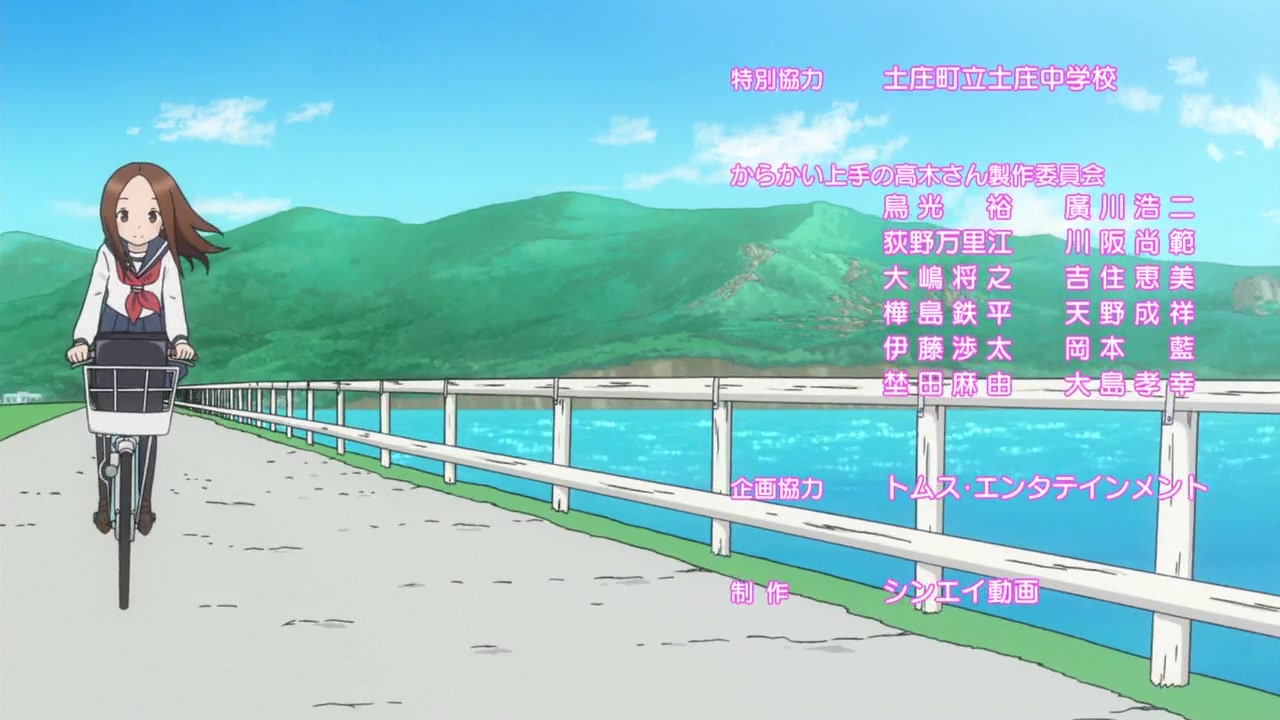 特別協力 土庄町立土庄中学校
からかい上手の高木さん製作委員会
鳥光 裕 廣川浩二
荻野万里江 川阪尚範
大嶋将之 吉住恵美
樺島鉄平 天野成祥
伊藤渉太 岡本 藍
埜田麻由 大島孝幸
企画協力 トムス・エンタテインメント
制作 シンエイ動画